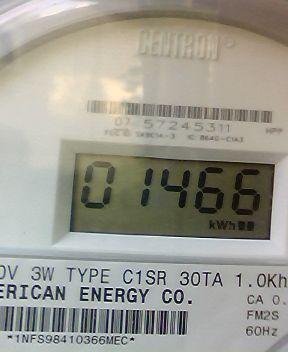 CENTRON®
07 57245311 HPP
01466
kWh
0V 3W TYPE C1SR 30TA 1.0Kh
ERICAN ENERGY CO.
CA 0.
FM2S
60Hz
*1NFS98410366MEC*